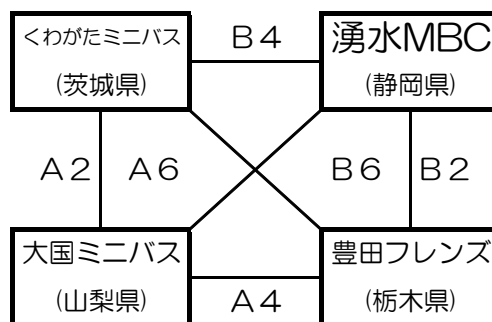 くわがたミニバス
(茨城県)
B4
湧水MBC
(静岡県)
A2
A6
B6
B2
大国ミニバス
(山梨県)
A4
豊田フレンズ
(栃木県)